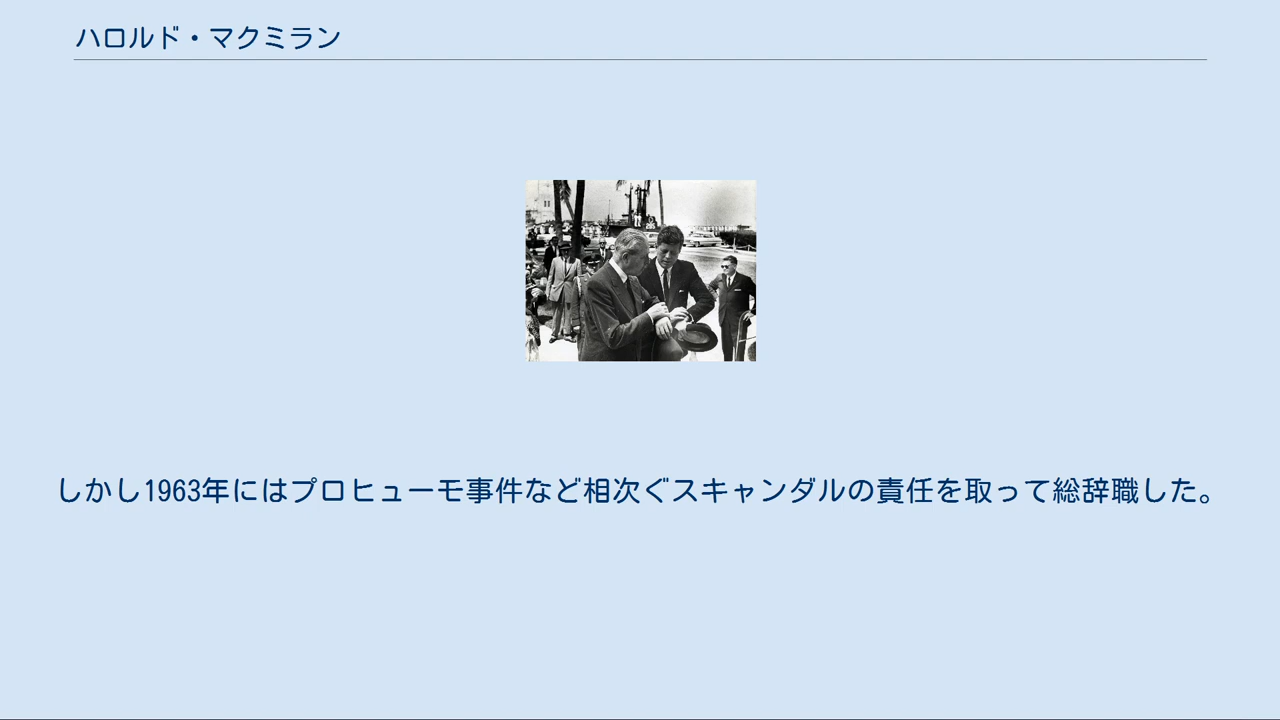 ハロルド・マクミラン
しかし1963年にはプロヒューモ事件など相次ぐスキャンダルの責任を取って総辞職した。